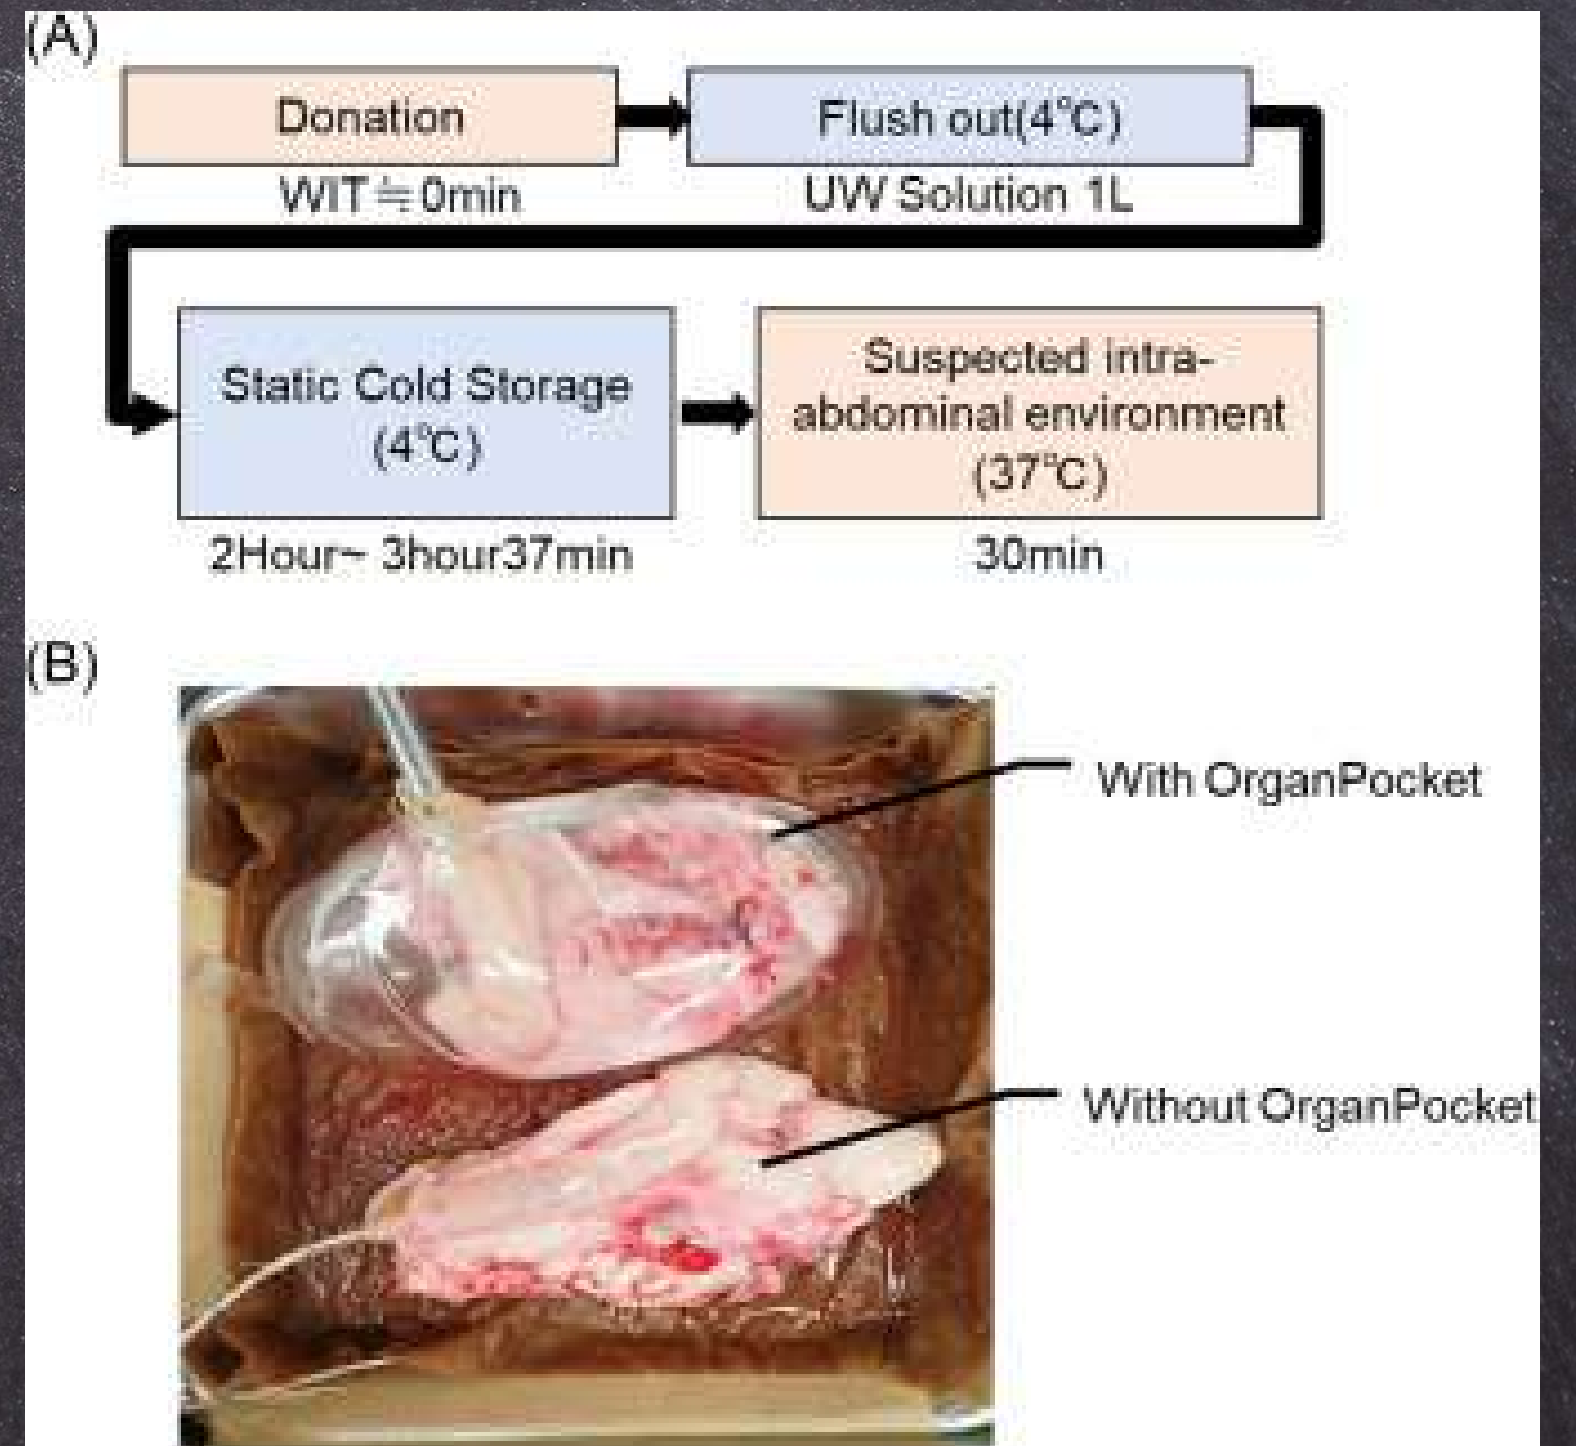 (A)
Donation
Flush out(4℃)
WIT≒0min
UW Solution 1L
Static Cold Storage
(4℃)
Suspected intra-
abdominal environment
(37℃)
2Hour~ 3hour37min
30min
(B)
With OrganPocket
Without OrganPocket